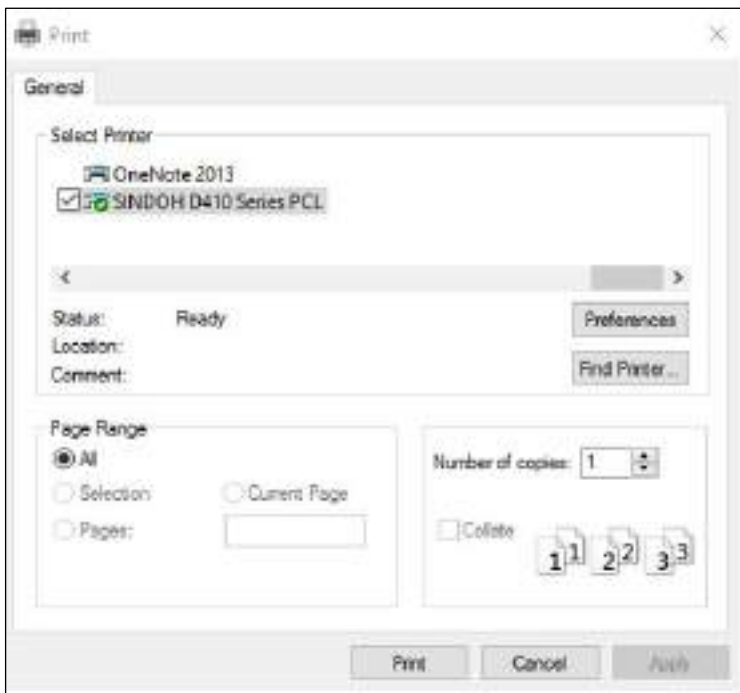 Print
General
Select Printer
OneNote 2013
SINDOH D410 Series PCL
Status: Ready
Preferences
Location:
Comment:
Find Printer...
Page Range
All
Selection
Current Page
Pages:
Number of copies: 1
Collate
1 1 2 2 3 3
Print
Cancel
Apply